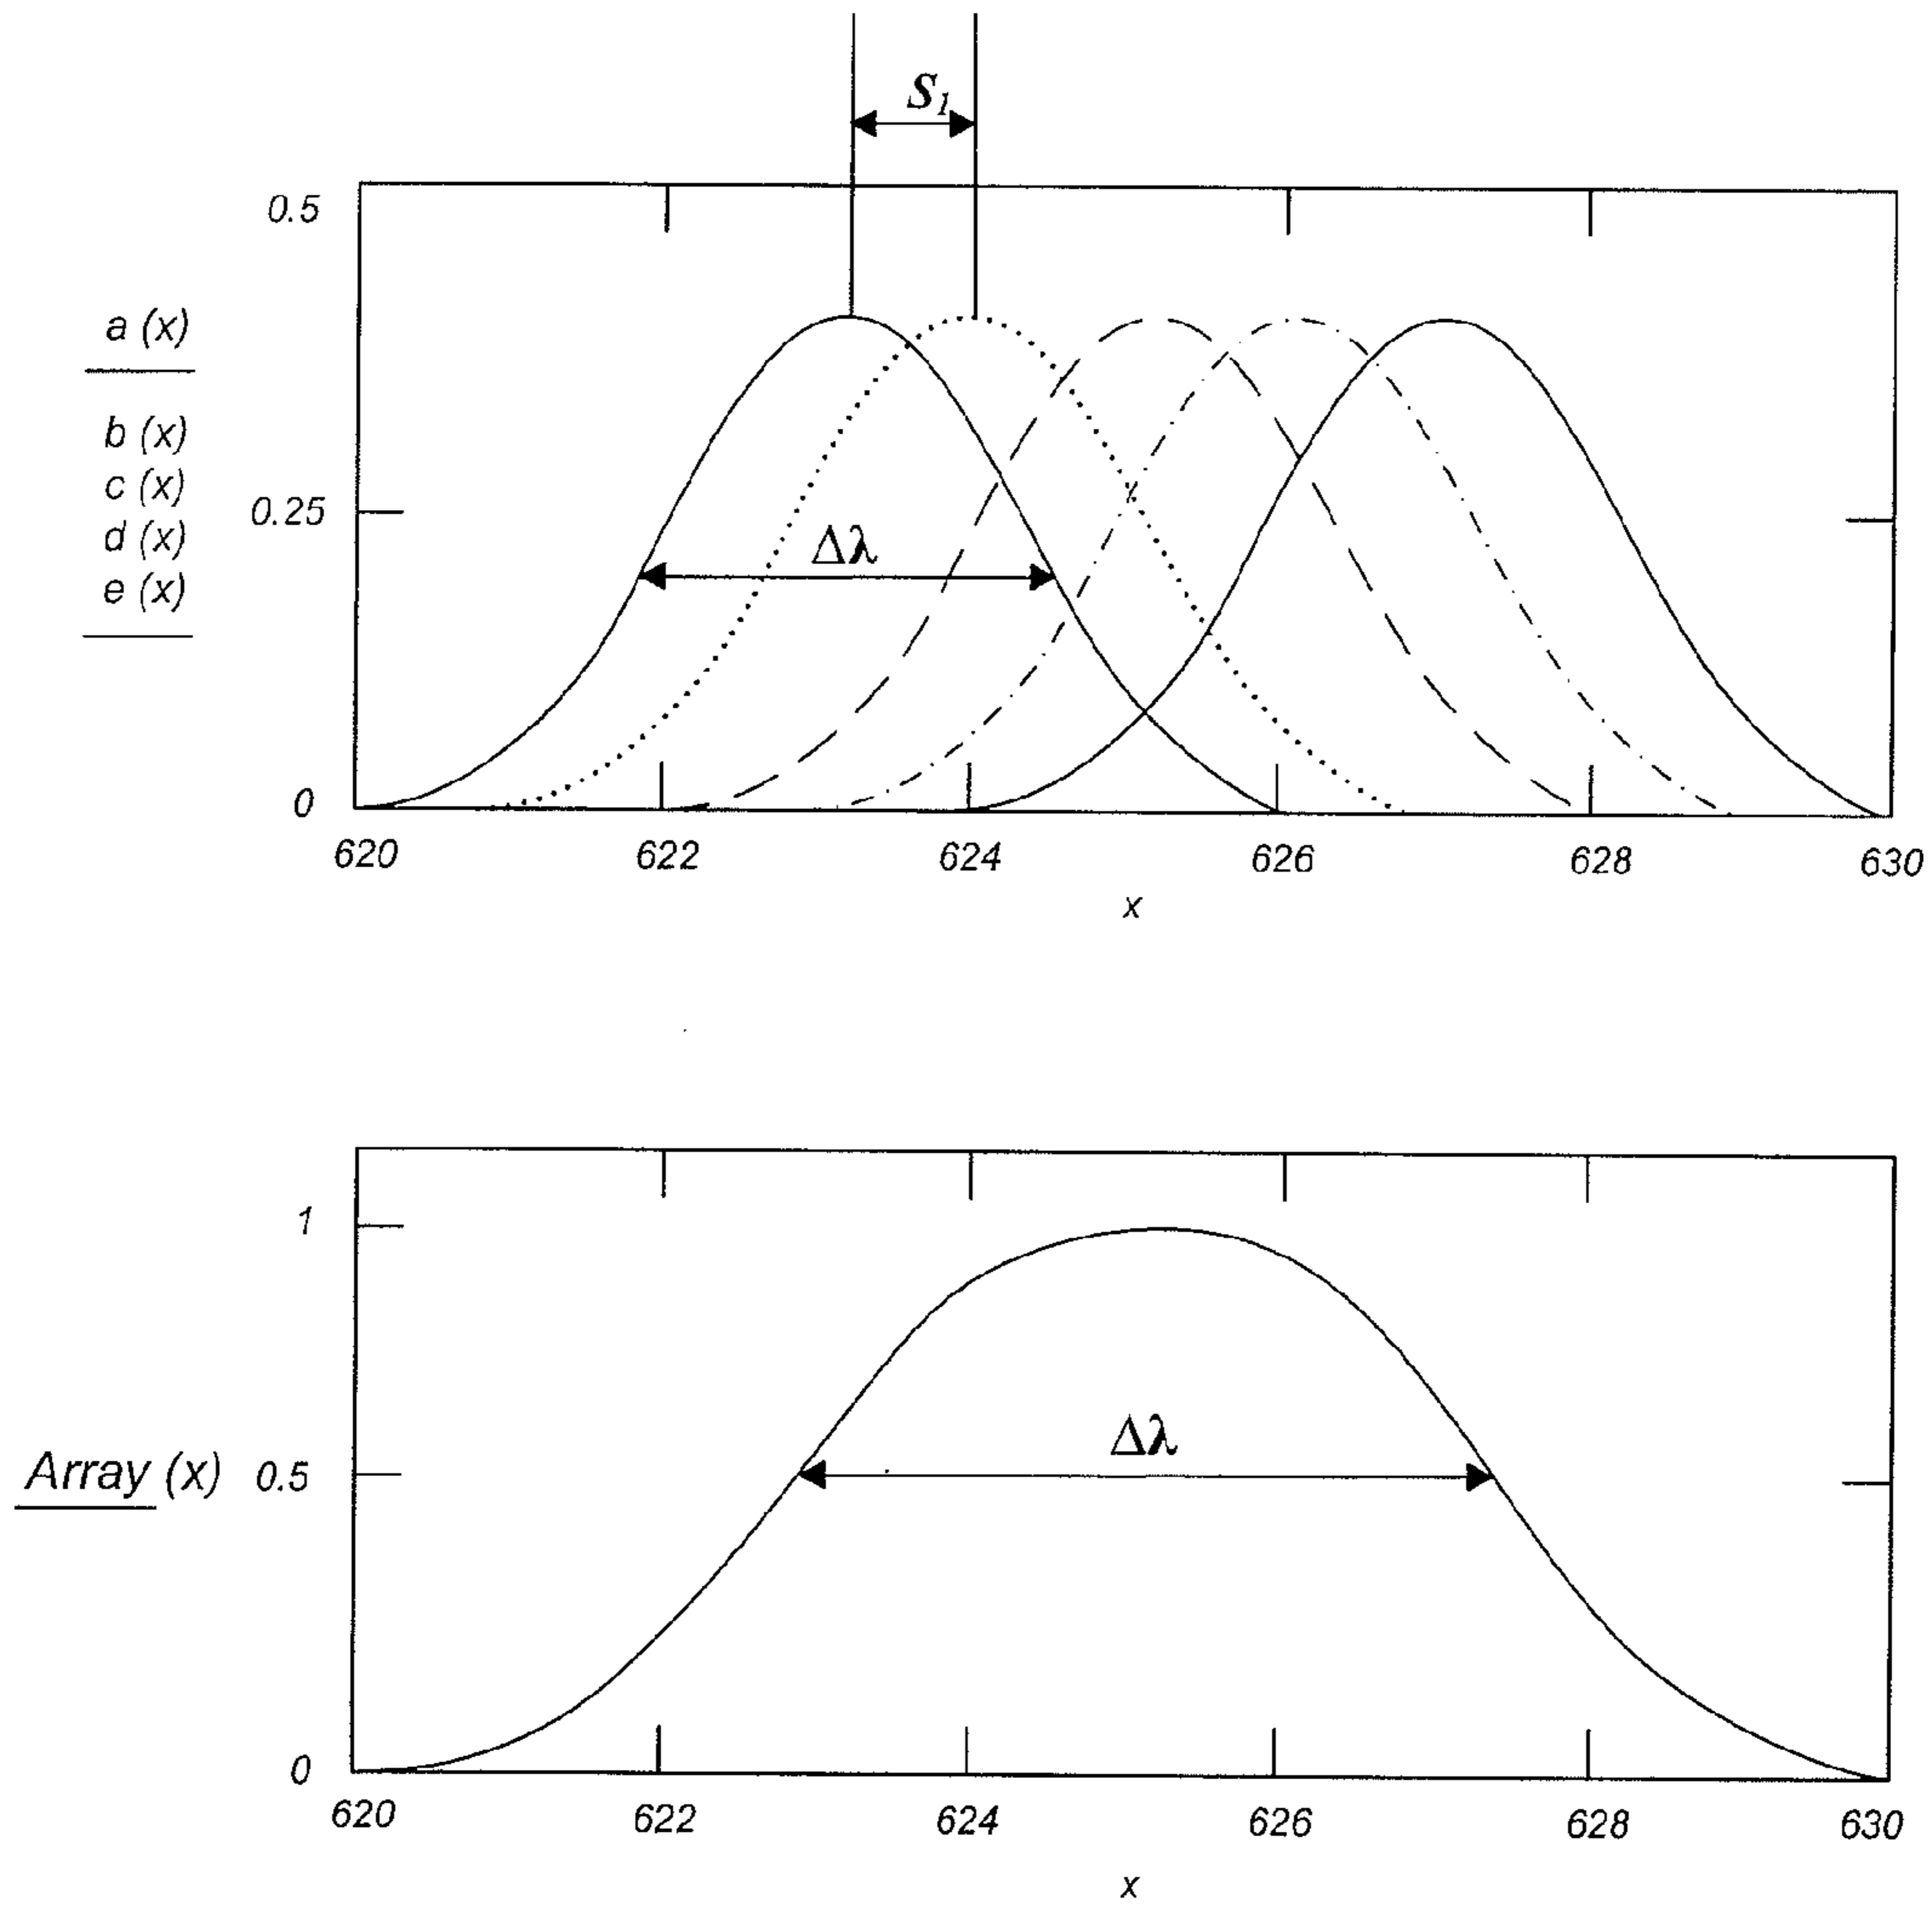 S1
0.5
a (x)
b (x)
c (x)
0.25
d (x)
Δλ
e (x)
0
620 622 624 626 628 630
x
1
Δλ
Array (x) 0.5
0
620 622 624 626 628 630
x